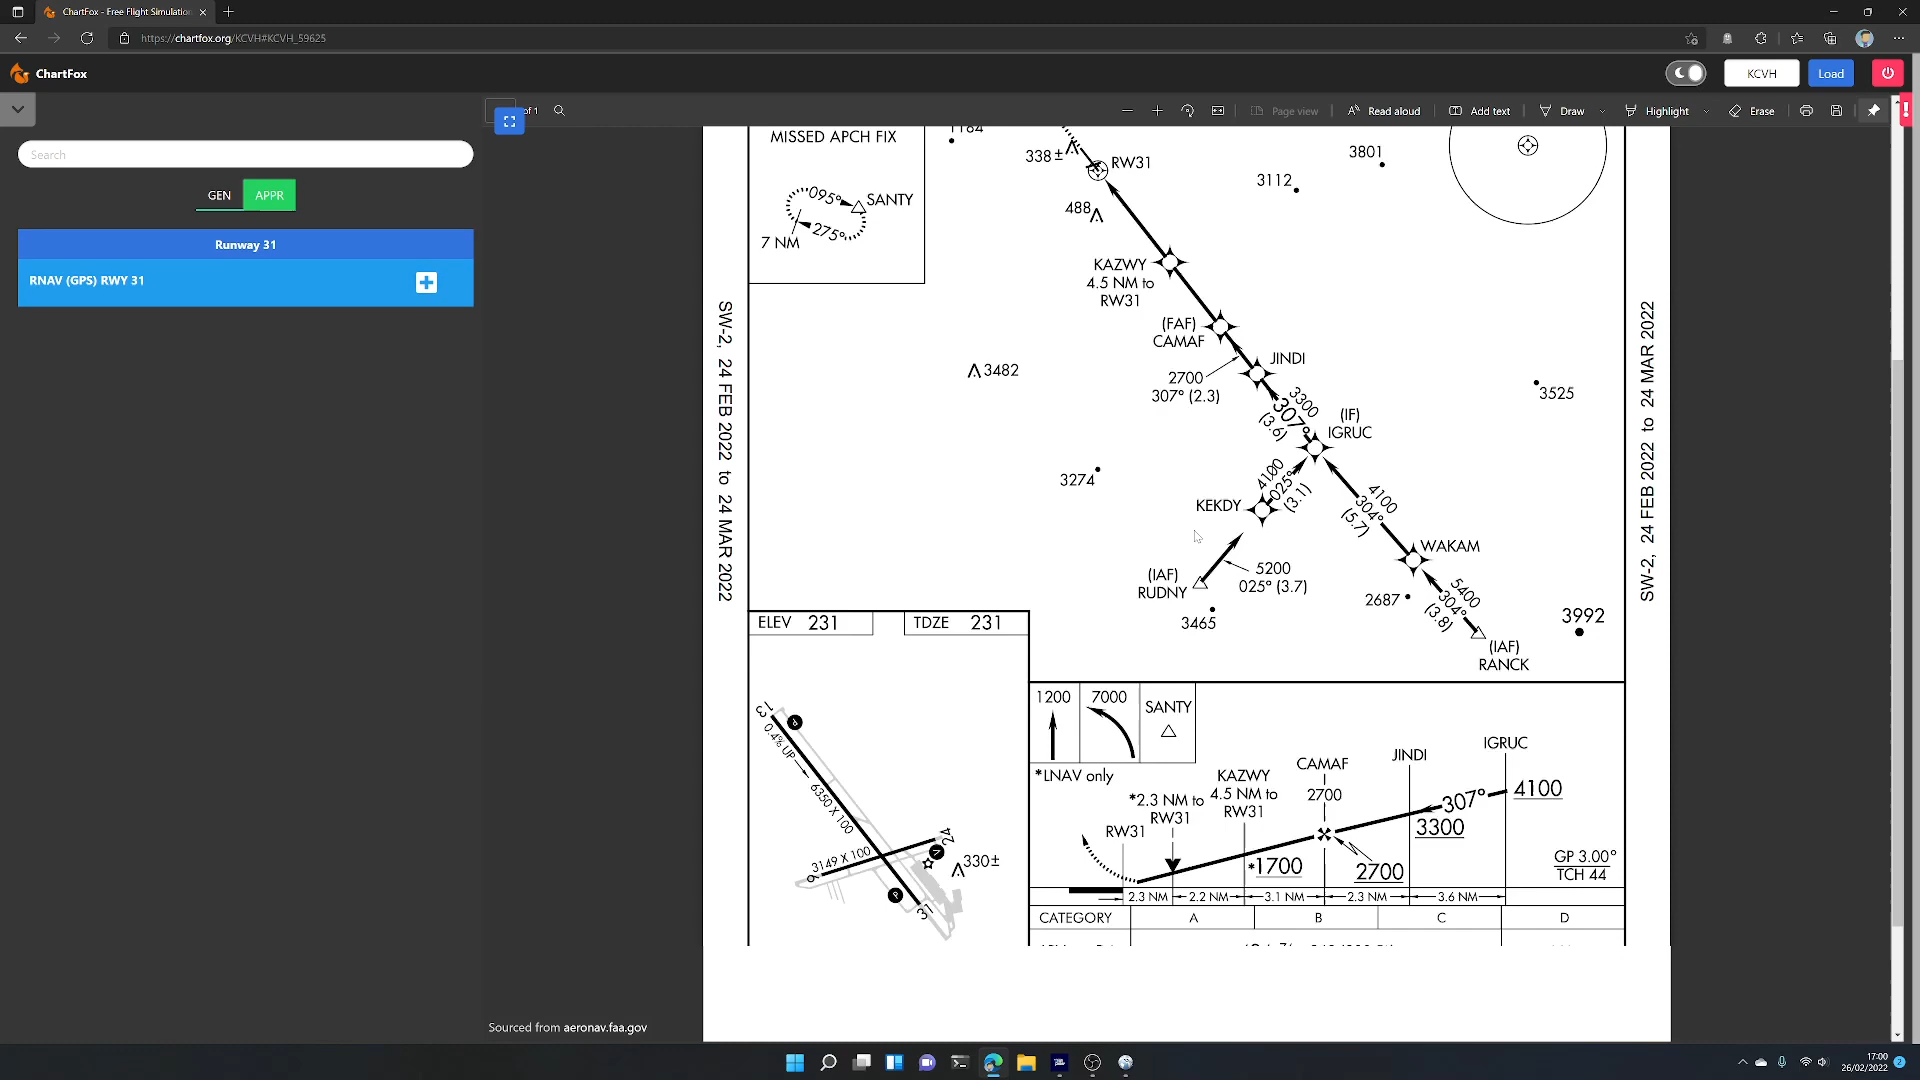 ChartFox - Free Flight Simulation
https://chartfox.org/KCVH#KCVH_59625
ChartFox
KCVH
Load
of 1
Page view
Read aloud
Add text
Draw
Highlight
Erase
Search
GEN
APPR
Runway 31
RNAV (GPS) RWY 31
MISSED APCH FIX
095°
SANTY
275°
7 NM
1164
338±
RW31
3801
3112
488
KAZWY
4.5 NM to
RW31
(FAF)
CAMAF
JINDI
2700
307° (2.3)
3482
3525
3300
307°
(3.6)
(IF)
IGRUC
3274
4100
025°
(3.1)
KEKDY
4100
304°
(5.7)
WAKAM
(IAF)
RUDNY
5200
025° (3.7)
3465
2687
5400
304°
(3.8)
3992
(IAF)
RANCK
SW-2, 24 FEB 2022 to 24 MAR 2022
SW-2, 24 FEB 2022 to 24 MAR 2022
ELEV 231
TDZE 231
13
P
0.4% UP
6350 X 100
3149 X 100
6
24
A
330±
P
31
1200
7000
SANTY
*LNAV only
RW31
*2.3 NM to
RW31
KAZWY
4.5 NM to
RW31
CAMAF
2700
JINDI
IGRUC
307°
4100
3300
*1700
2700
GP 3.00°
TCH 44
2.3 NM
2.2 NM
3.1 NM
2.3 NM
3.6 NM
CATEGORY
A
B
C
D
Sourced from aeronav.faa.gov
17:00
26/02/2022
2